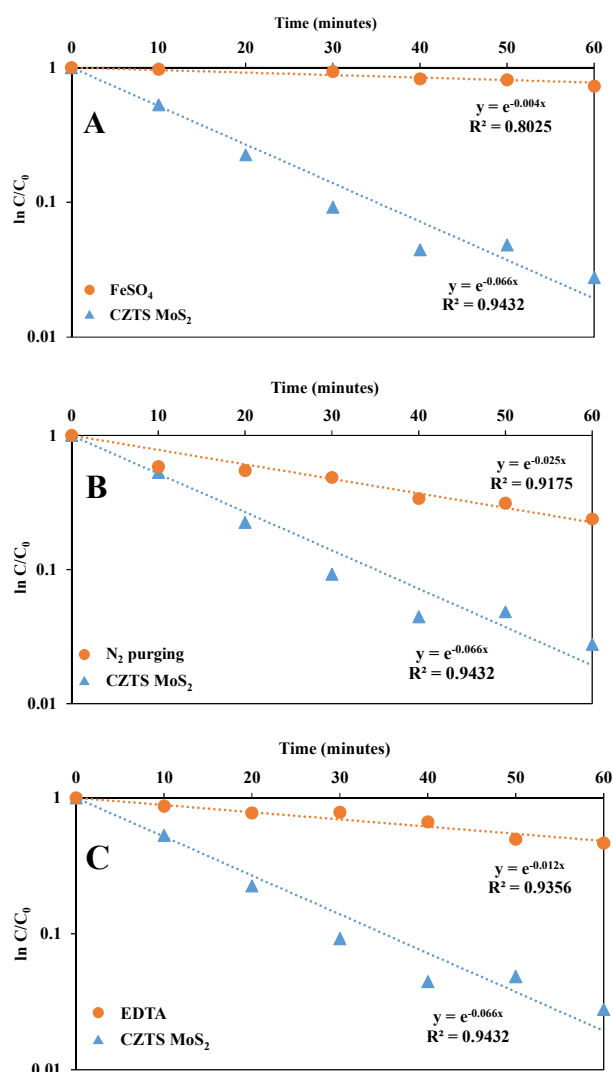 Time (minutes)
0 10 20 30 40 50 60
1
A
y = e^-0.004x
R² = 0.8025
ln C/C₀
0.1
FeSO₄
CZTS MoS₂
y = e^-0.066x
R² = 0.9432
0.01
Time (minutes)
0 10 20 30 40 50 60
1
B
y = e^-0.025x
R² = 0.9175
ln C/C₀
0.1
N₂ purging
CZTS MoS₂
y = e^-0.066x
R² = 0.9432
0.01
Time (minutes)
0 10 20 30 40 50 60
1
C
y = e^-0.012x
R² = 0.9356
ln C/C₀
0.1
EDTA
CZTS MoS₂
y = e^-0.066x
R² = 0.9432
0.01